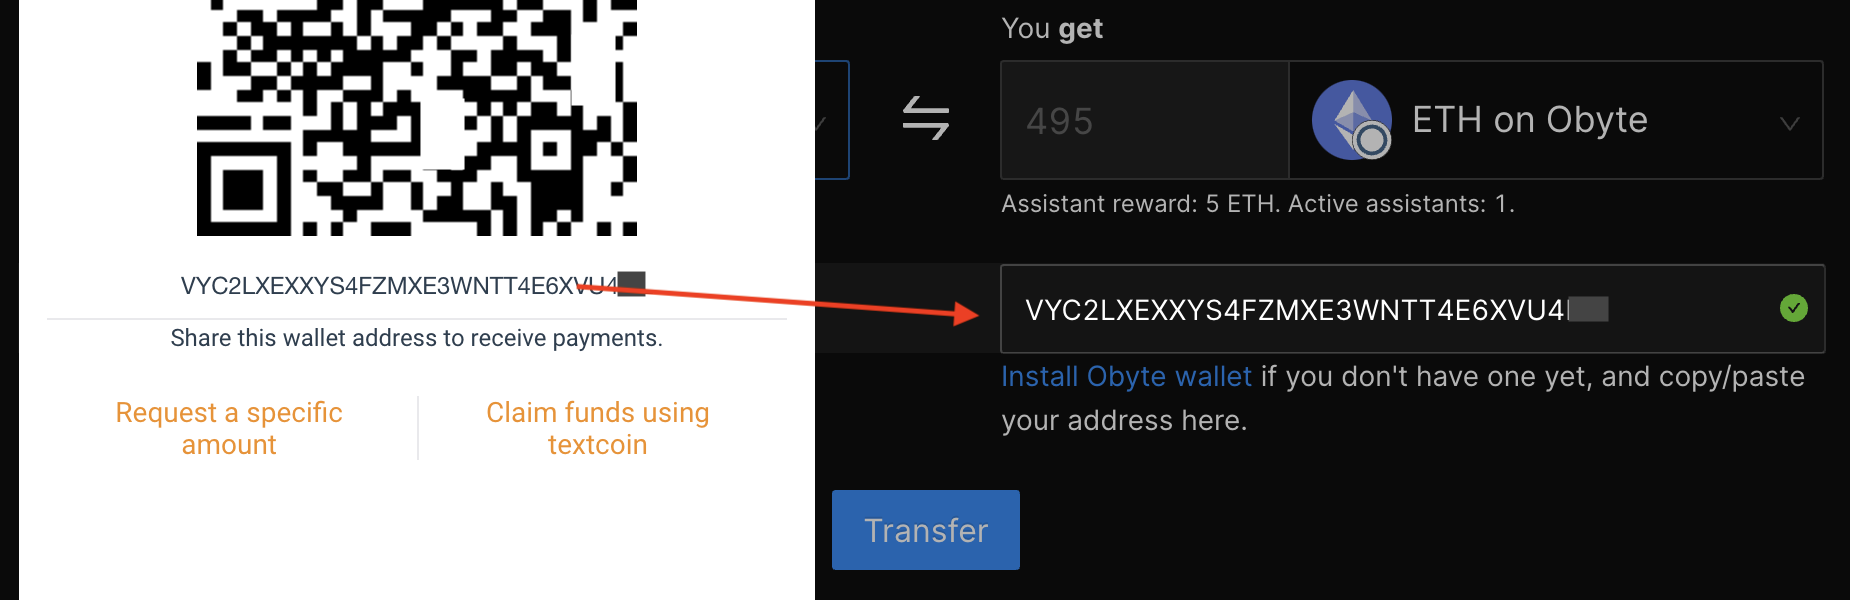 VYC2LXEXXYS4FZMXE3WNTT4E6XVU4
Share this wallet address to receive payments.
Request a specific
amount
Claim funds using
textcoin
You get
495
ETH on Obyte
Assistant reward: 5 ETH. Active assistants: 1.
VYC2LXEXXYS4FZMXE3WNTT4E6XVU4
Install Obyte wallet if you don't have one yet, and copy/paste
your address here.
Transfer